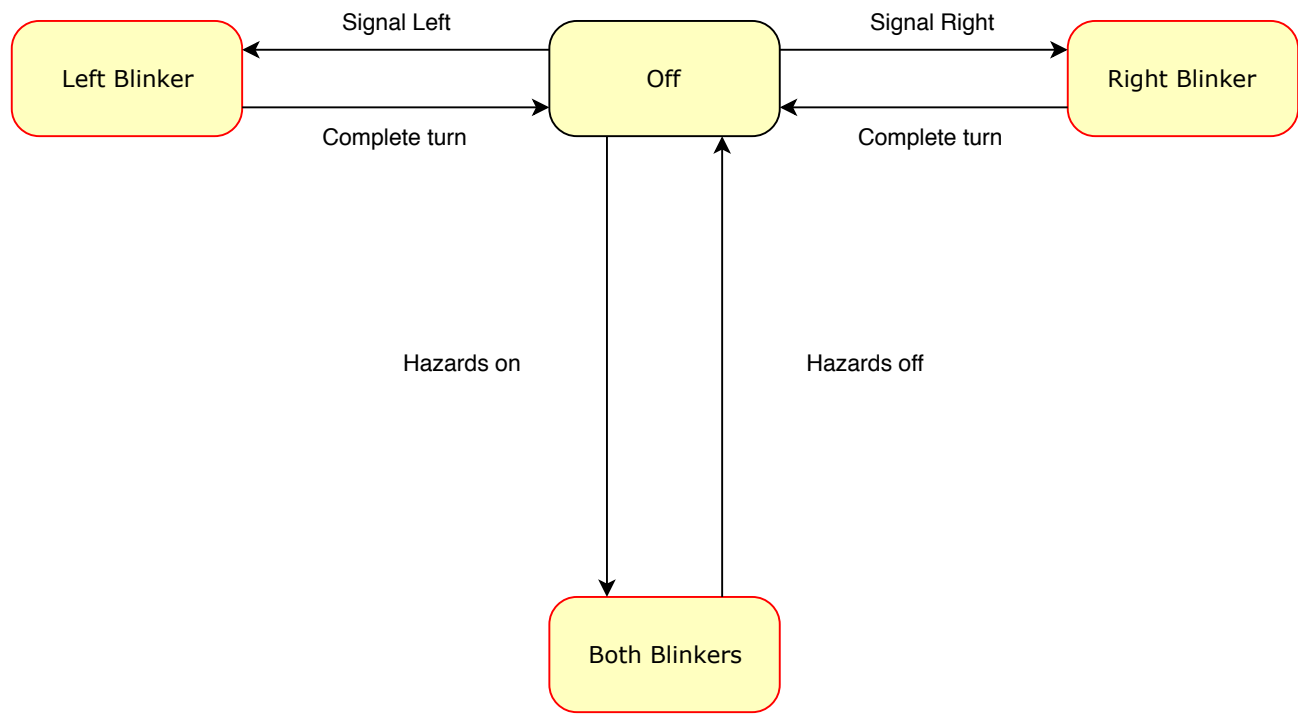 Signal Left
Signal Right
Left Blinker
Off
Right Blinker
Complete turn
Complete turn
Hazards on
Hazards off
Both Blinkers